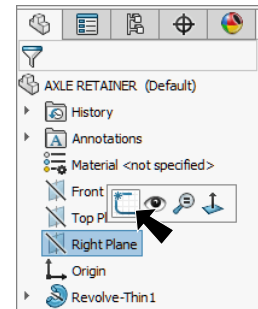 AXLE RETAINER (Default)
History
Annotations
Material <not specified>
Front
Top Pl
Right Plane
Origin
Revolve-Thin1